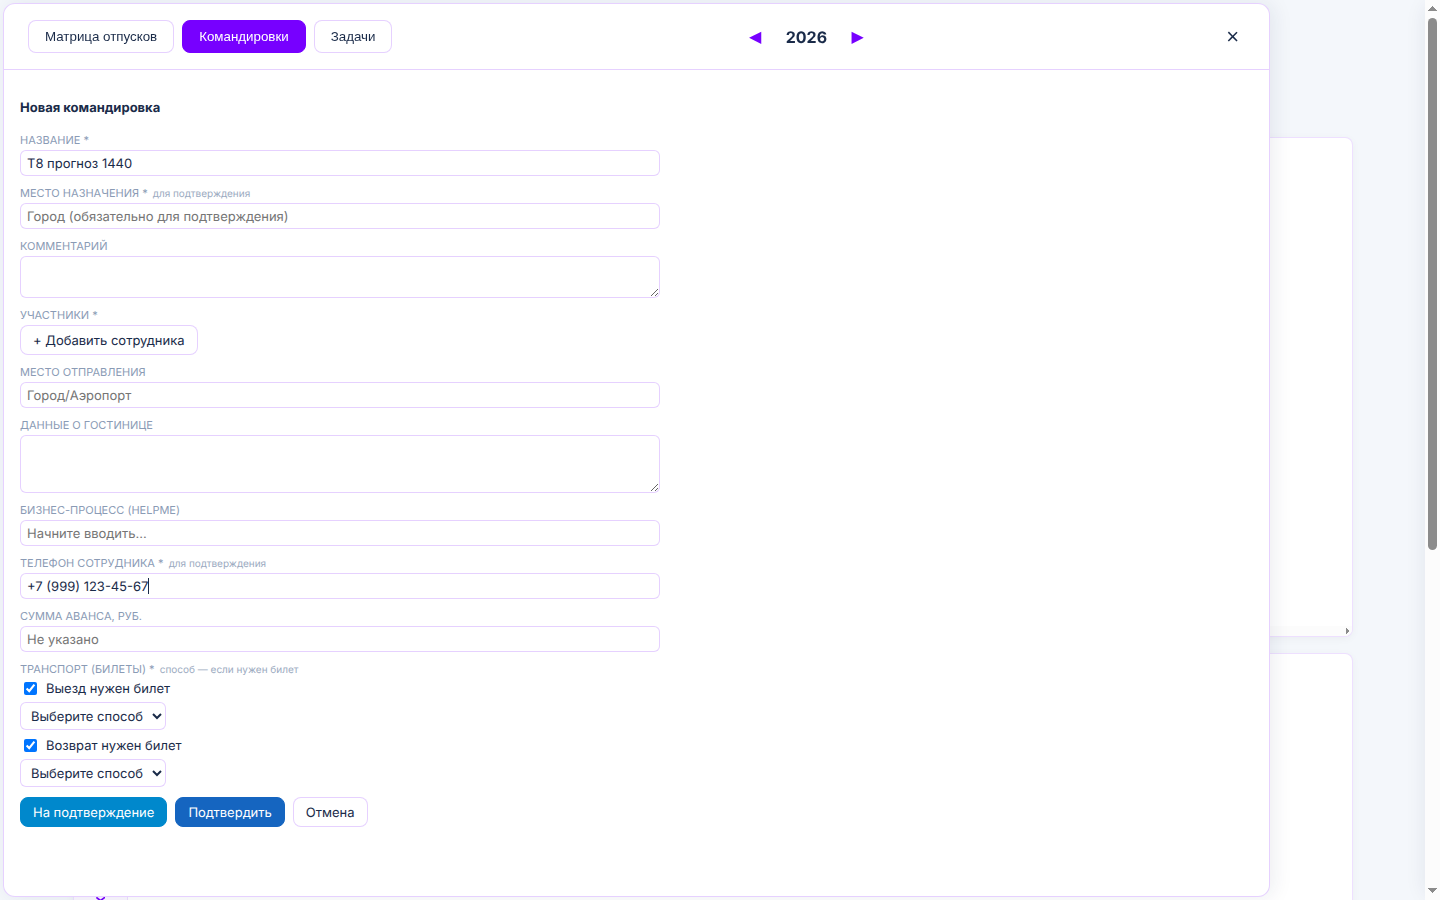 Матрица отпусков
Командировки
Задачи
◀ 2026 ▶
×
Новая командировка
НАЗВАНИЕ *
Т8 прогноз 1440
МЕСТО НАЗНАЧЕНИЯ * для подтверждения
Город (обязательно для подтверждения)
КОММЕНТАРИЙ
УЧАСТНИКИ *
+ Добавить сотрудника
МЕСТО ОТПРАВЛЕНИЯ
Город/Аэропорт
ДАННЫЕ О ГОСТИНИЦЕ
БИЗНЕС-ПРОЦЕСС (HELPME)
Начните вводить...
ТЕЛЕФОН СОТРУДНИКА * для подтверждения
+7 (999) 123-45-67
СУММА АВАНСА, РУБ.
Не указано
ТРАНСПОРТ (БИЛЕТЫ) * способ — если нужен билет
Выезд нужен билет
Выберите способ
Возврат нужен билет
Выберите способ
На подтверждение
Подтвердить
Отмена